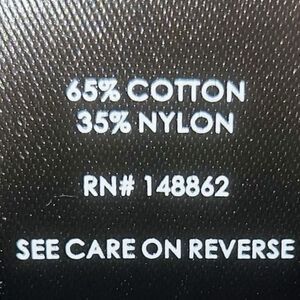 65% COTTON
35% NYLON
RN# 148862
SEE CARE ON REVERSE